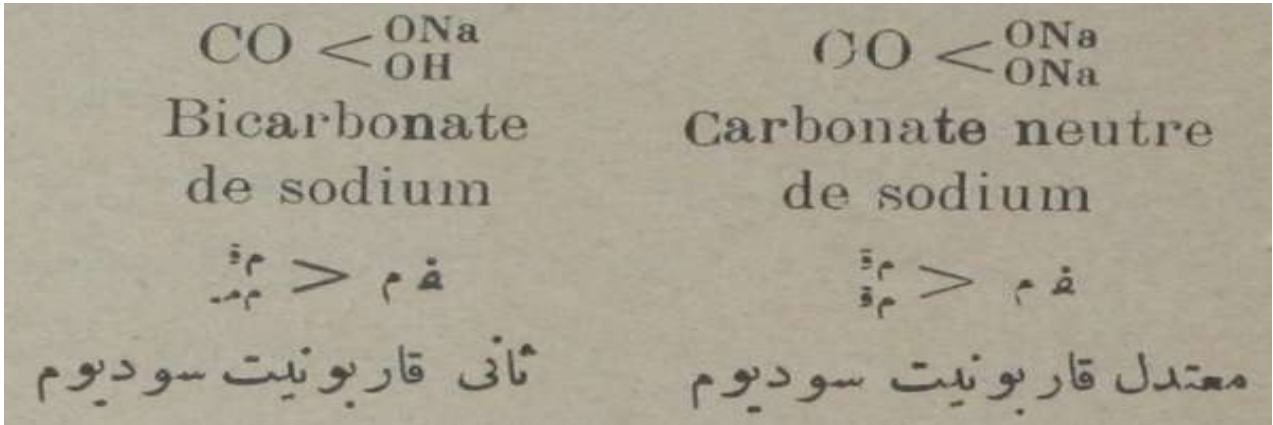 CO < ONa
OH
Bicarbonate
de sodium
ثانی قاربونیت سودیوم
CO < ONa
ONa
Carbonate neutre
de sodium
معتدل قاربونیت سودیوم